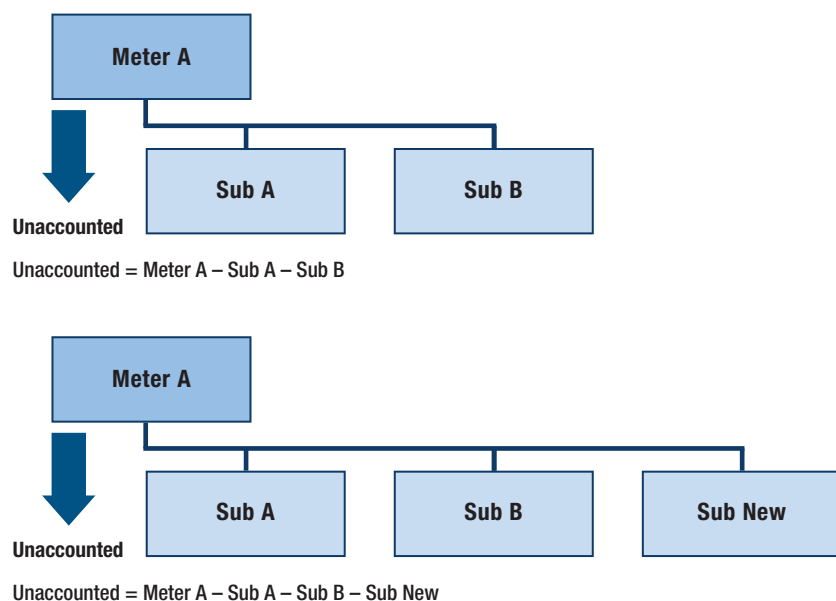 Meter A
Sub A
Sub B
Unaccounted
Unaccounted = Meter A – Sub A – Sub B
Meter A
Sub A
Sub B
Sub New
Unaccounted
Unaccounted = Meter A – Sub A – Sub B – Sub New